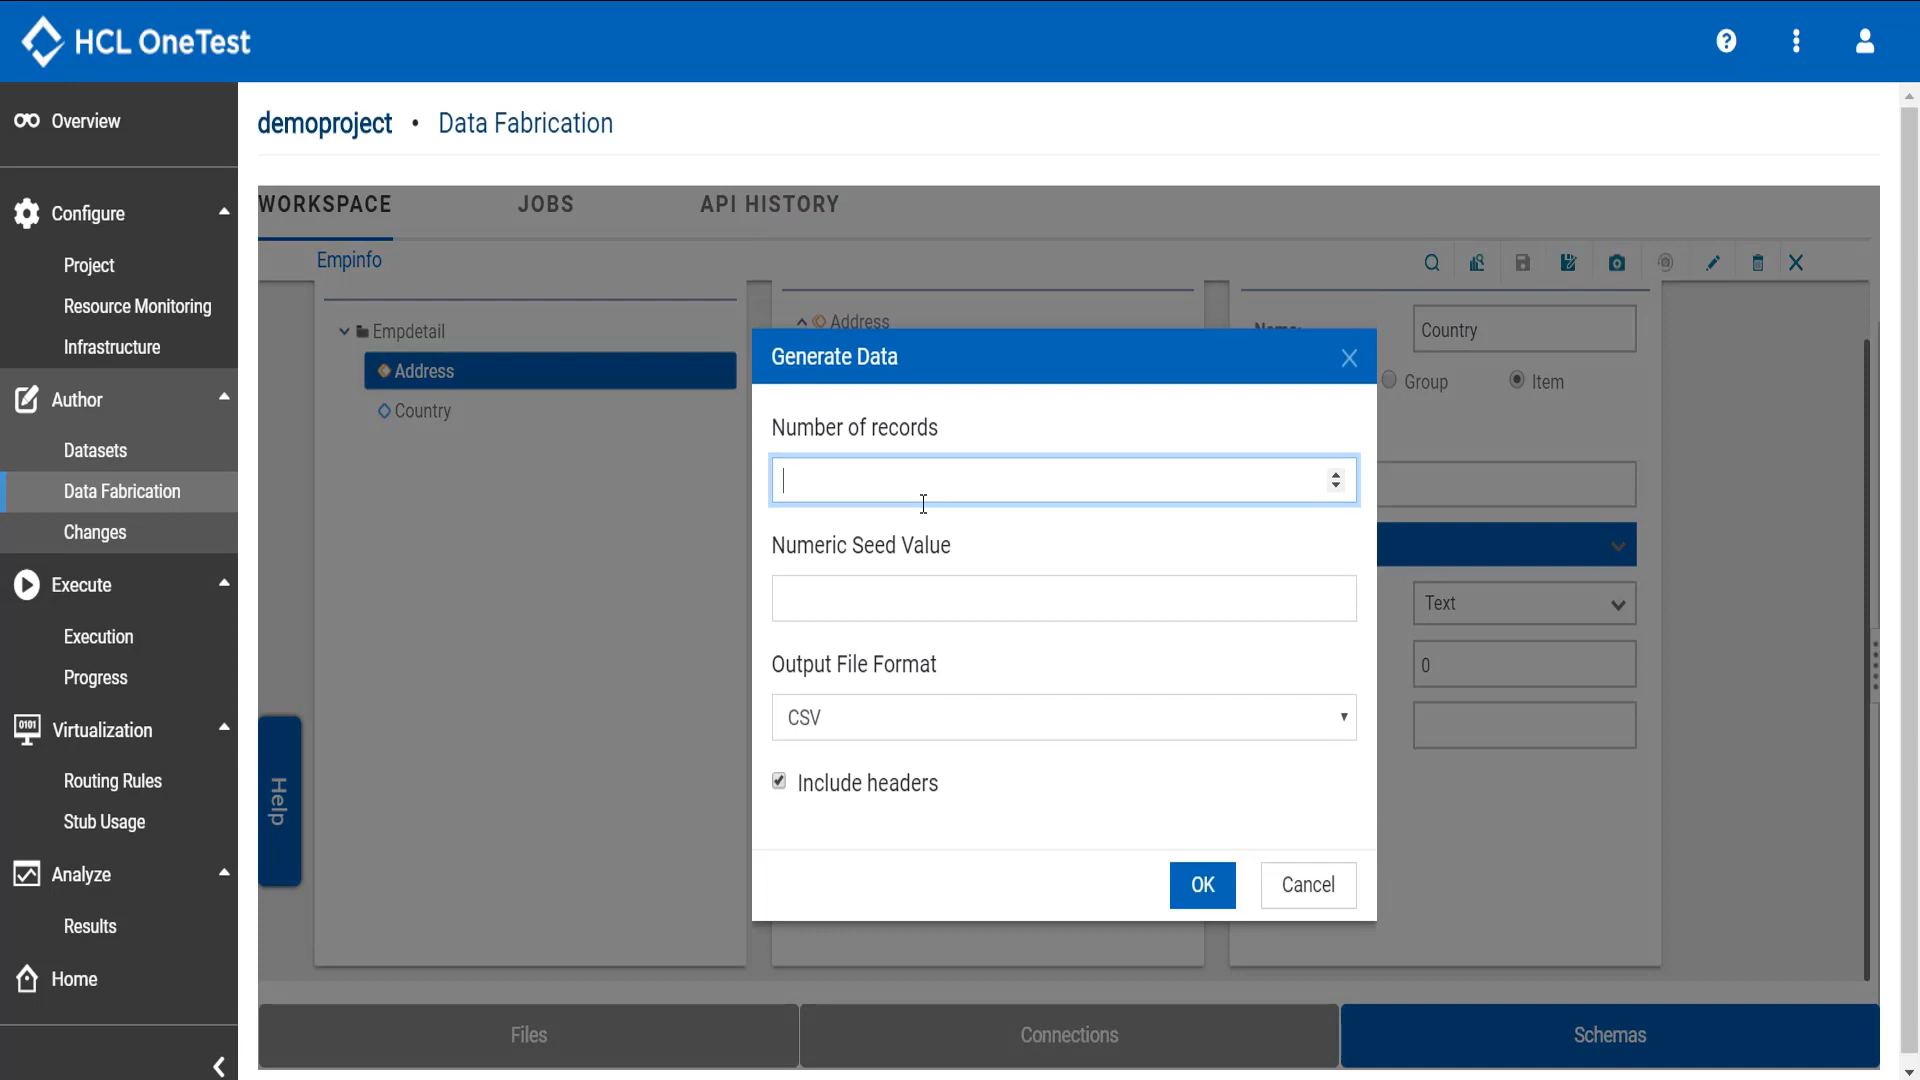 HCL OneTest
Overview
demoproject • Data Fabrication
Configure
Project
Resource Monitoring
Infrastructure
Author
Datasets
Data Fabrication
Changes
Execute
Execution
Progress
Virtualization
Routing Rules
Stub Usage
Analyze
Results
Home
WORKSPACE JOBS API HISTORY
Empinfo
Empdetail
Address
Country
Address
Name:
Country
Group Item
Text
0
Generate Data
Number of records
Numeric Seed Value
Output File Format
CSV
Include headers
OK Cancel
Help
Files Connections Schemas